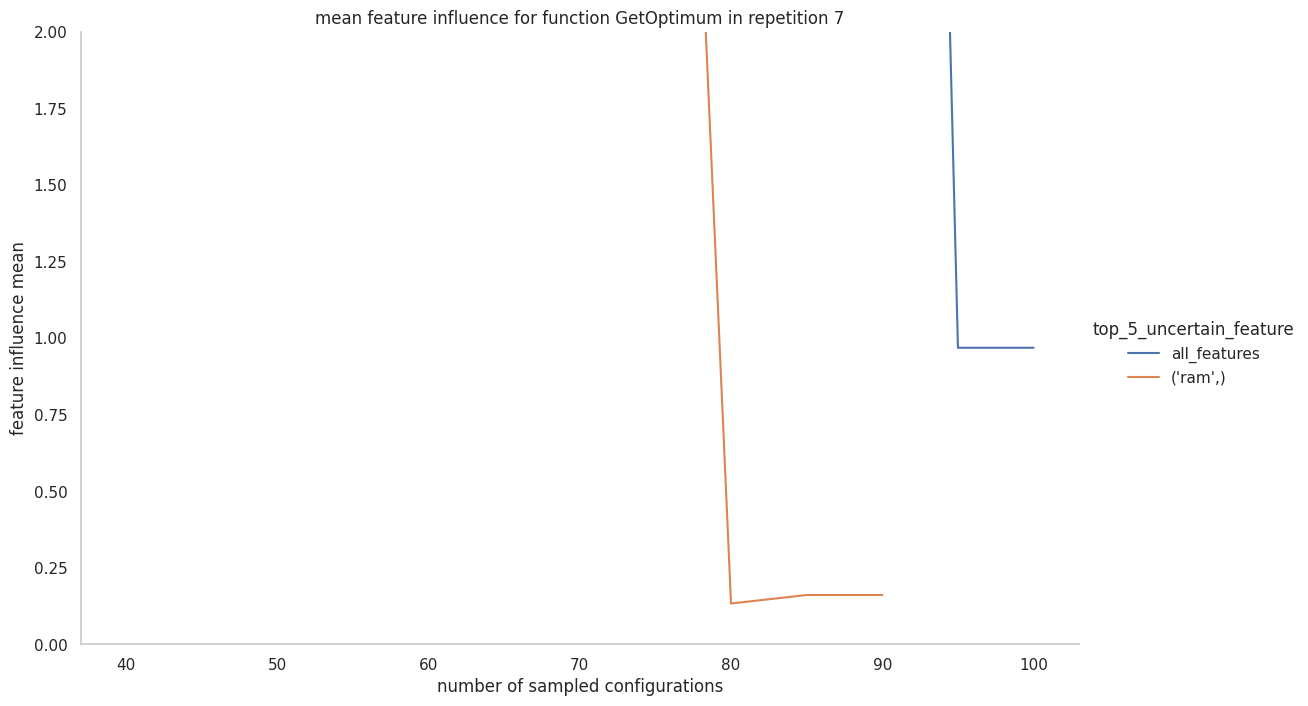 mean feature influence for function GetOptimum in repetition 7
2.00
1.75
1.50
1.25
1.00
0.75
0.50
0.25
0.00
feature influence mean
40 50 60 70 80 90 100
number of sampled configurations
top_5_uncertain_feature
all_features
('ram',)